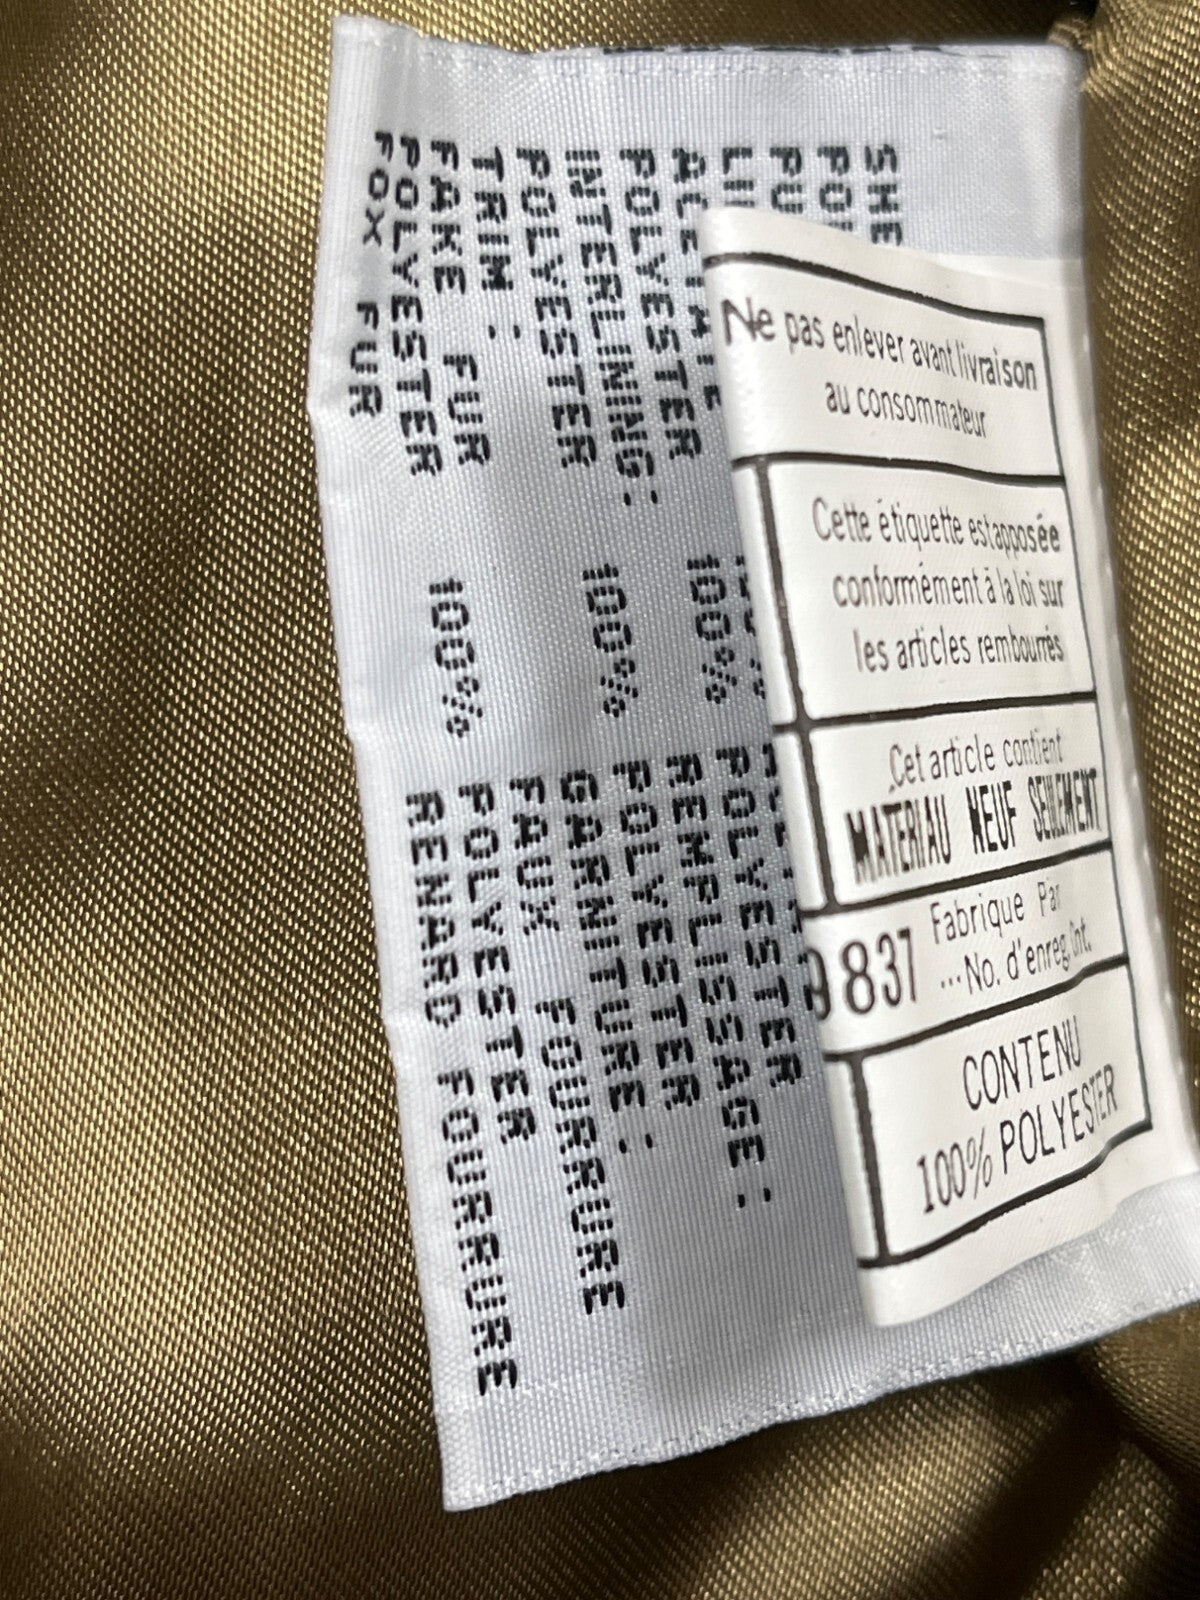 ACETATE
POLYESTER 100% POLYESTER
INTERLINING: REMPLISSAGE:
POLYESTER 100% POLYESTER
TRIM: GARNITURE:
FAKE FUR FAUX FOURRURE
POLYESTER 100% POLYESTER
FOX FUR RENARD FOURRURE
Ne pas enlever avant livraison
au consommateur
Cette étiquette est apposée
conformément à la loi sur
les articles rembourrés
Cet article contient
MATERIAU NEUF SEULEMENT
Fabrique Par
9837 ...No. d'enreg. Ont.
CONTENU
100% POLYESTER